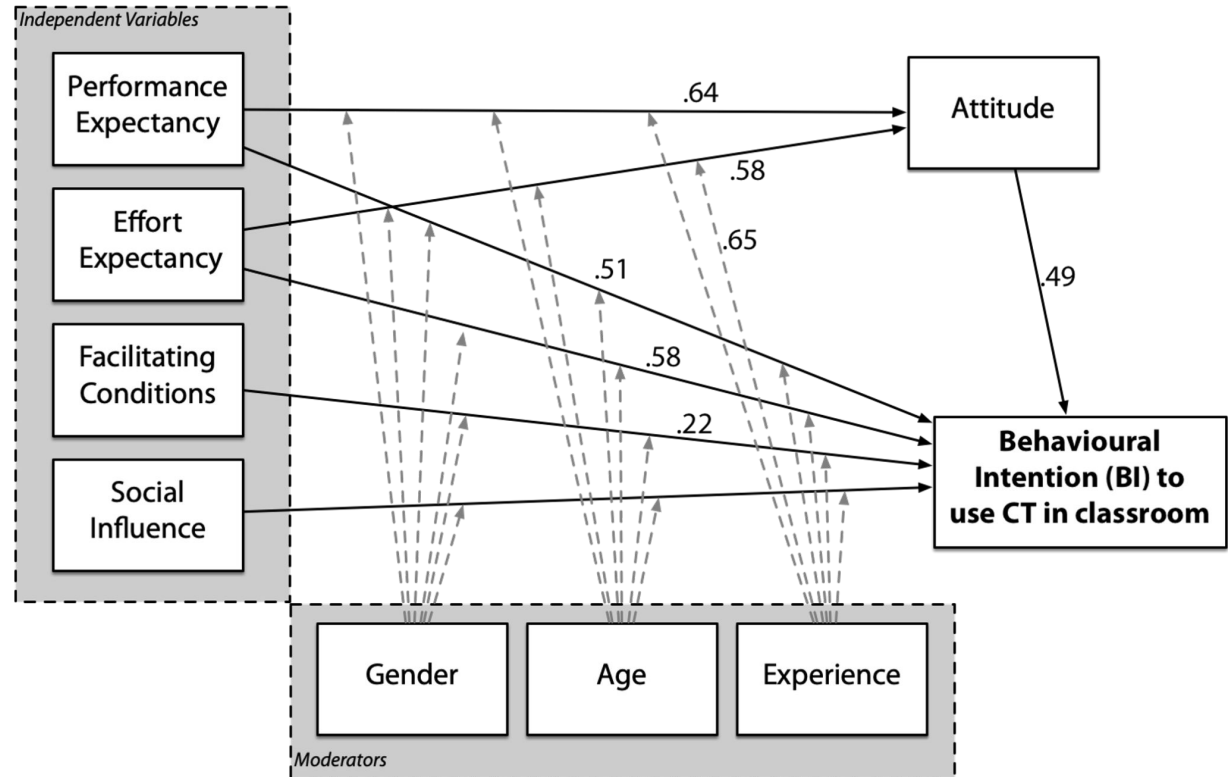 Independent Variables
Performance
Expectancy
Effort
Expectancy
Facilitating
Conditions
Social
Influence
.64
.58
.65
.51
.58
.22
.49
Attitude
Behavioural
Intention (BI) to
use CT in classroom
Gender
Age
Experience
Moderators